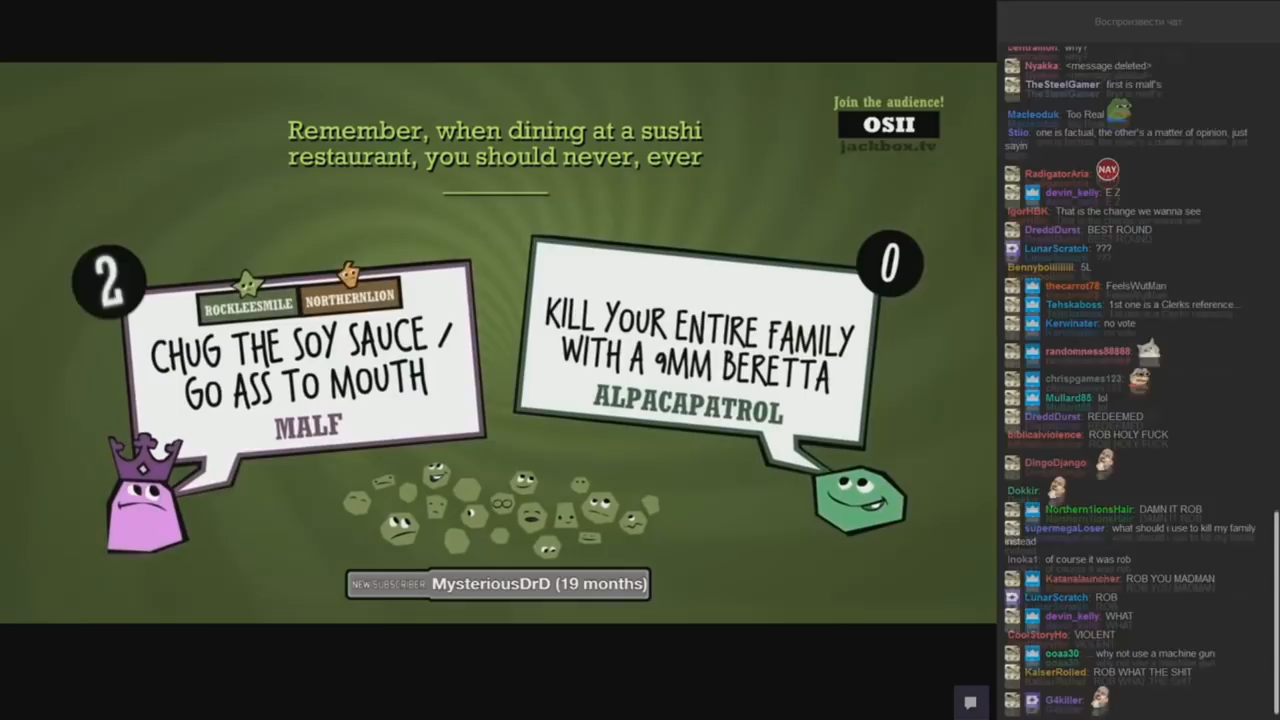 Remember, when dining at a sushi
restaurant, you should never, ever
Join the audience!
OSII
jackbox.tv
2
ROCKLEESMILE
NORTHERNLION
CHUG THE SOY SAUCE /
GO ASS TO MOUTH
MALF
0
KILL YOUR ENTIRE FAMILY
WITH A 9MM BERETTA
ALPACAPATROL
NEW SUBSCRIBER MysteriousDrD (19 months)
Воспроизвести чат
why?
Nyakka: <message deleted>
TheSteelGamer: first is malf's
Macleoduk: Too Real
Stiio: one is factual, the other's a matter of opinion, just
sayin
RadigatorAria:
NAY
devin_kelly: E Z
IgorHBK: That is the change we wanna see
DreddDurst: BEST ROUND
LunarScratch: ???
: 5L
thecarrot78: FeelsWutMan
Tehskaboss: 1st one is a Clerks reference...
Kerwinater: no vote
randomness88888:
chrispgames123:
Mullard85: lol
DreddDurst: REDEEMED
biblicalviolence: ROB HOLY FUCK
DingoDjango:
Dokkir:
Northern1ionsHair: DAMN IT ROB
supermegaLoser: what should i use to kill my family
instead
Inoka1: of course it was rob
Katanalauncher: ROB YOU MADMAN
LunarScratch: ROB
devin_kelly: WHAT
CoolStoryHo: VIOLENT
ooaa30: ... why not use a machine gun
KaiserRolled: ROB WHAT THE SHIT
G4killer: